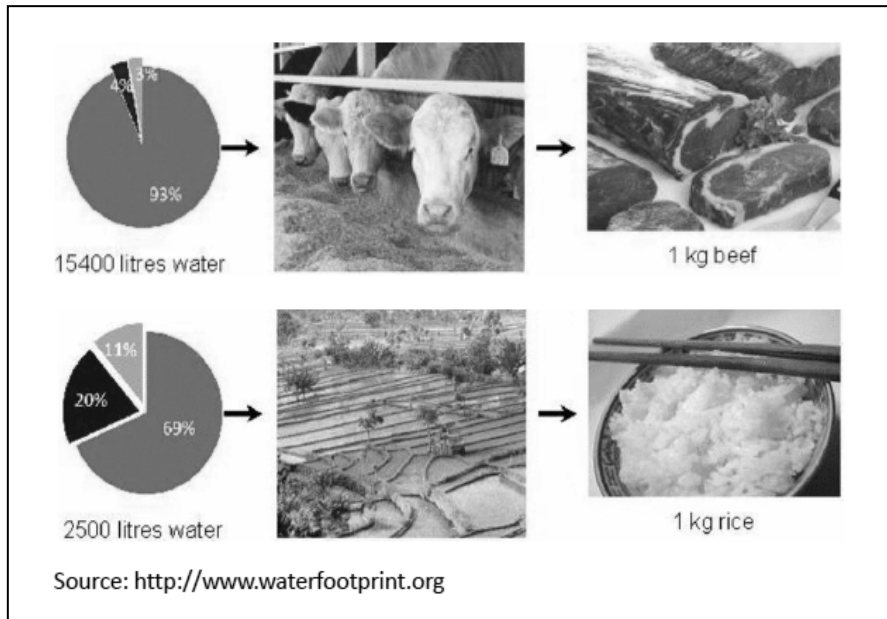 4%
3%
93%
15400 litres water
1 kg beef
11%
20%
69%
2500 litres water
1 kg rice
Source: http://www.waterfootprint.org